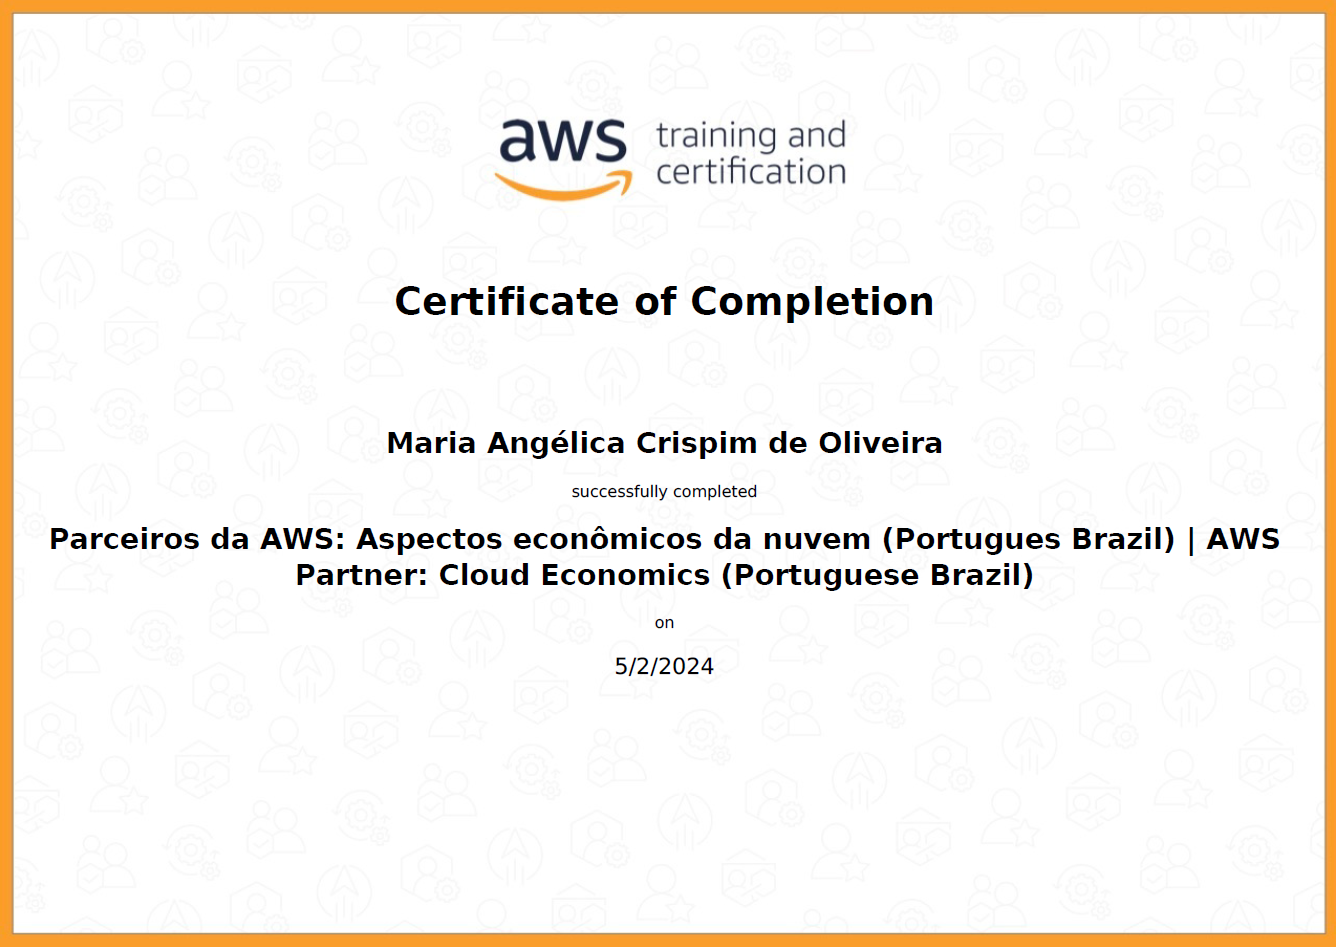 aws training and
certification
Certificate of Completion
Maria Angélica Crispim de Oliveira
successfully completed
Parceiros da AWS: Aspectos econômicos da nuvem (Portugues Brazil) | AWS
Partner: Cloud Economics (Portuguese Brazil)
on
5/2/2024